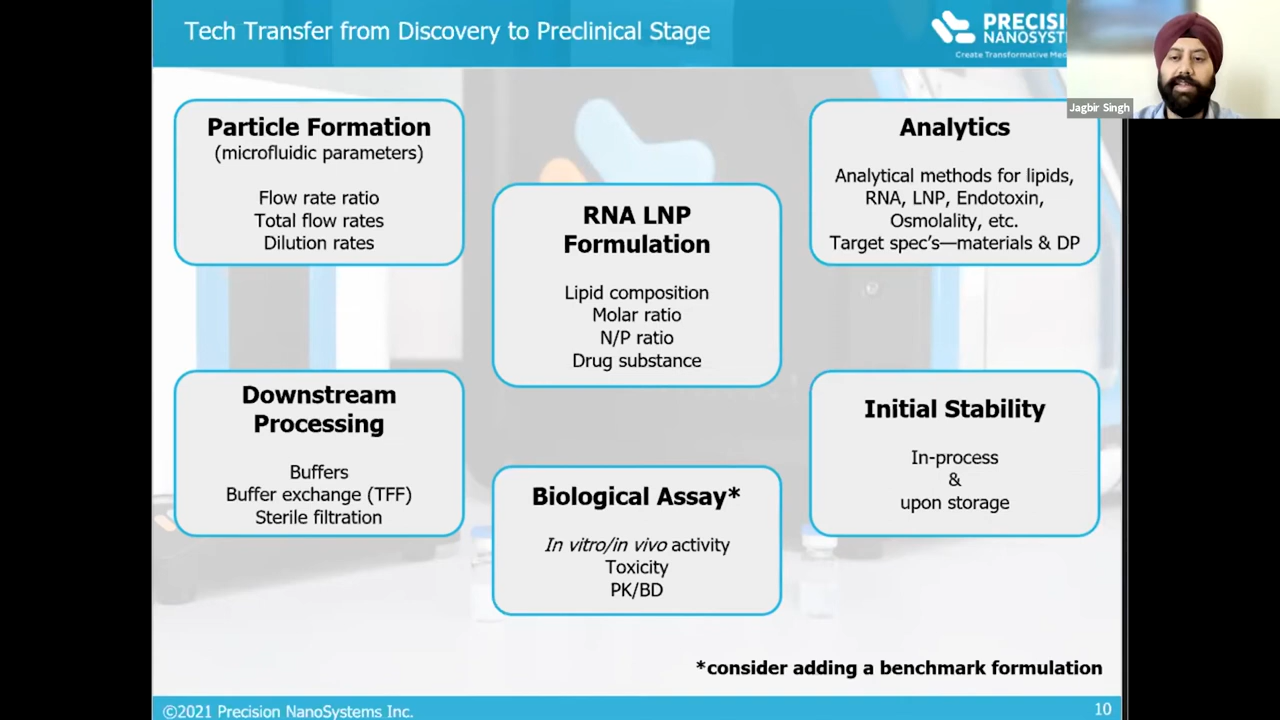 Tech Transfer from Discovery to Preclinical Stage
Create Transformative
Jagbir Singh
Particle Formation
(microfluidic parameters)
Flow rate ratio
Total flow rates
Dilution rates
RNA LNP
Formulation
Lipid composition
Molar ratio
N/P ratio
Drug substance
Analytics
Analytical methods for lipids,
RNA, LNP, Endotoxin,
Osmolality, etc.
Target spec's—materials & DP
Downstream
Processing
Buffers
Buffer exchange (TFF)
Sterile filtration
Biological Assay*
In vitro/in vivo activity
Toxicity
PK/BD
Initial Stability
In-process
&
upon storage
*consider adding a benchmark formulation
©2021 Precision NanoSystems Inc.
10